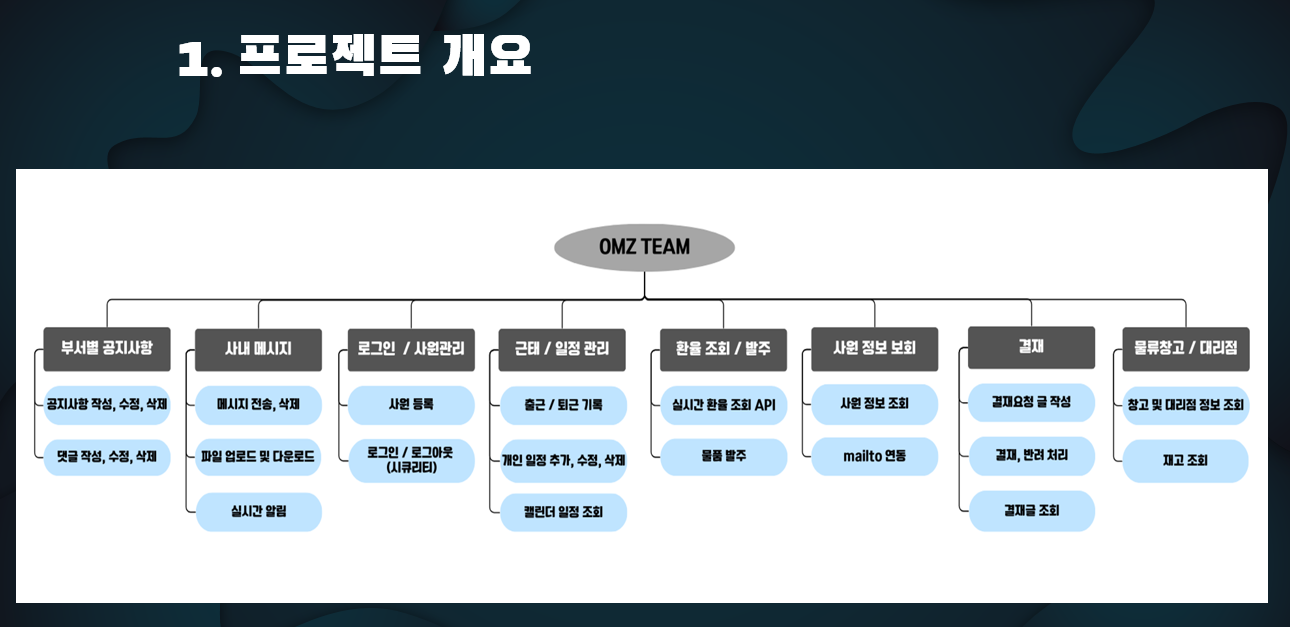 1. 프로젝트 개요
OMZ TEAM
부서별 공지사항
공지사항 작성, 수정, 삭제
댓글 작성, 수정, 삭제
사내 메시지
메시지 전송, 삭제
파일 업로드 및 다운로드
실시간 알림
로그인 / 사원관리
사원 등록
로그인 / 로그아웃
(시큐리티)
근태 / 일정 관리
출근 / 퇴근 기록
개인 일정 추가, 수정, 삭제
캘린더 일정 조회
환율 조회 / 발주
실시간 환율 조회 API
물품 발주
사원 정보 보회
사원 정보 조회
mailto 연동
결재
결재요청 글 작성
결재, 반려 처리
결재글 조회
물류창고 / 대리점
창고 및 대리점 정보 조회
재고 조회